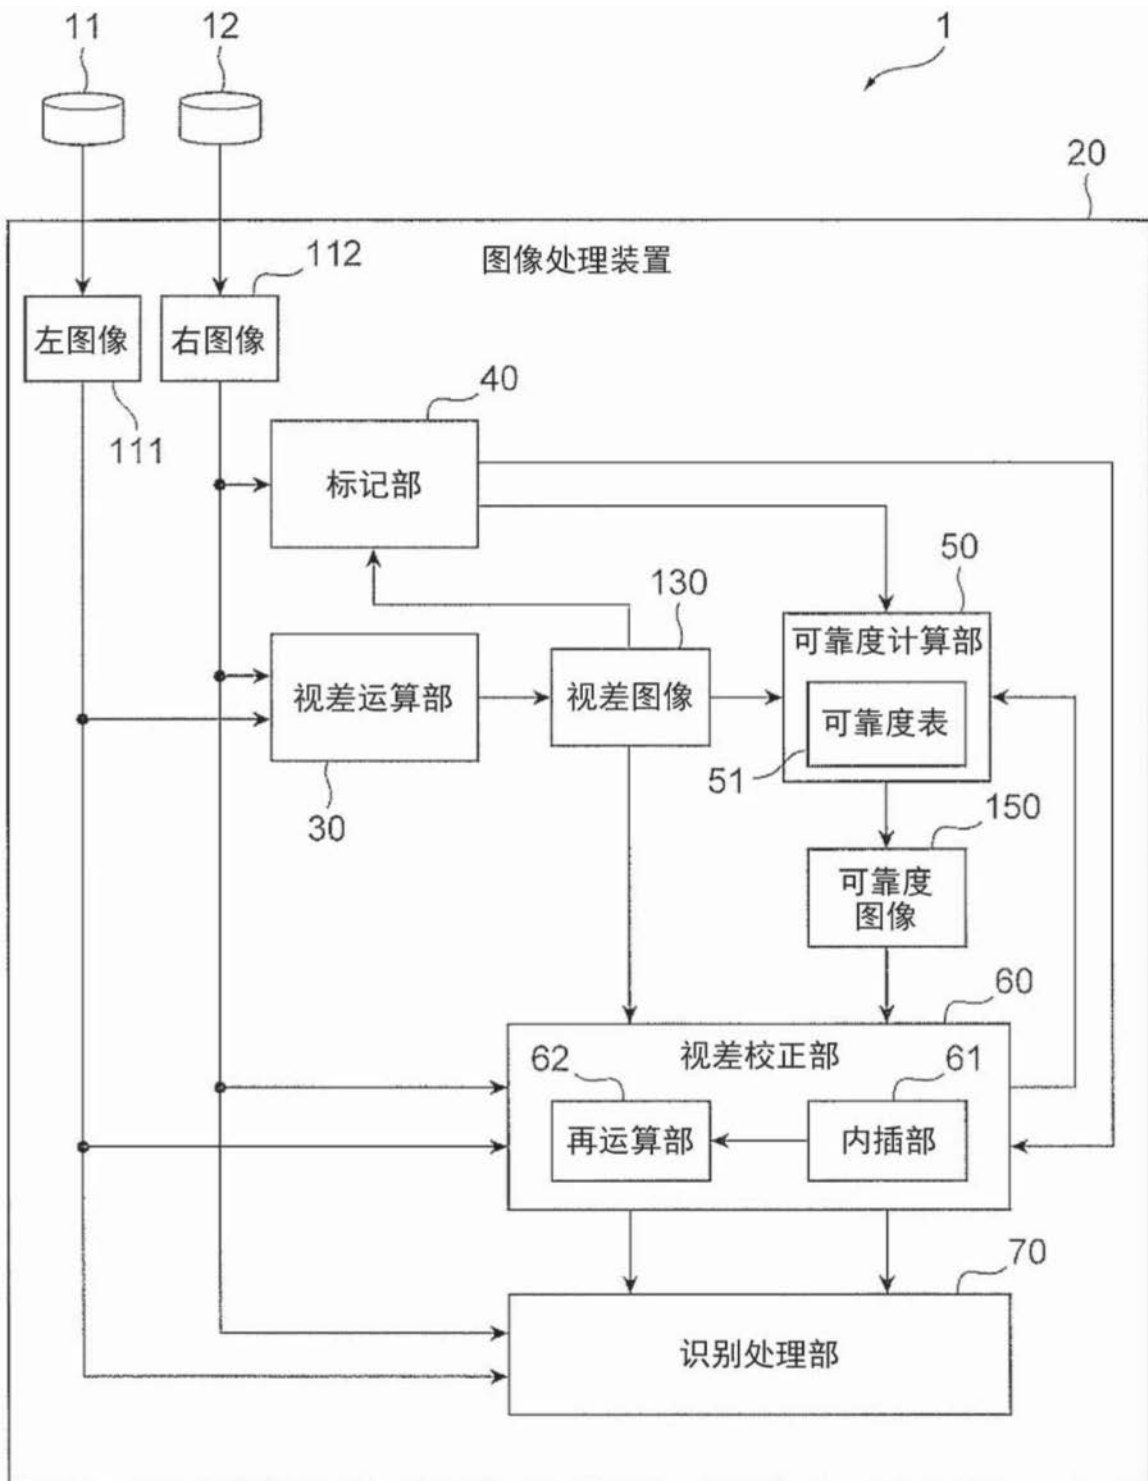 11
12
1
20
图像处理装置
112
左图像
右图像
111
40
标记部
50
130
可靠度计算部
视差运算部
视差图像
可靠度表
51
30
150
可靠度
图像
60
视差校正部
62
61
再运算部
内插部
70
识别处理部